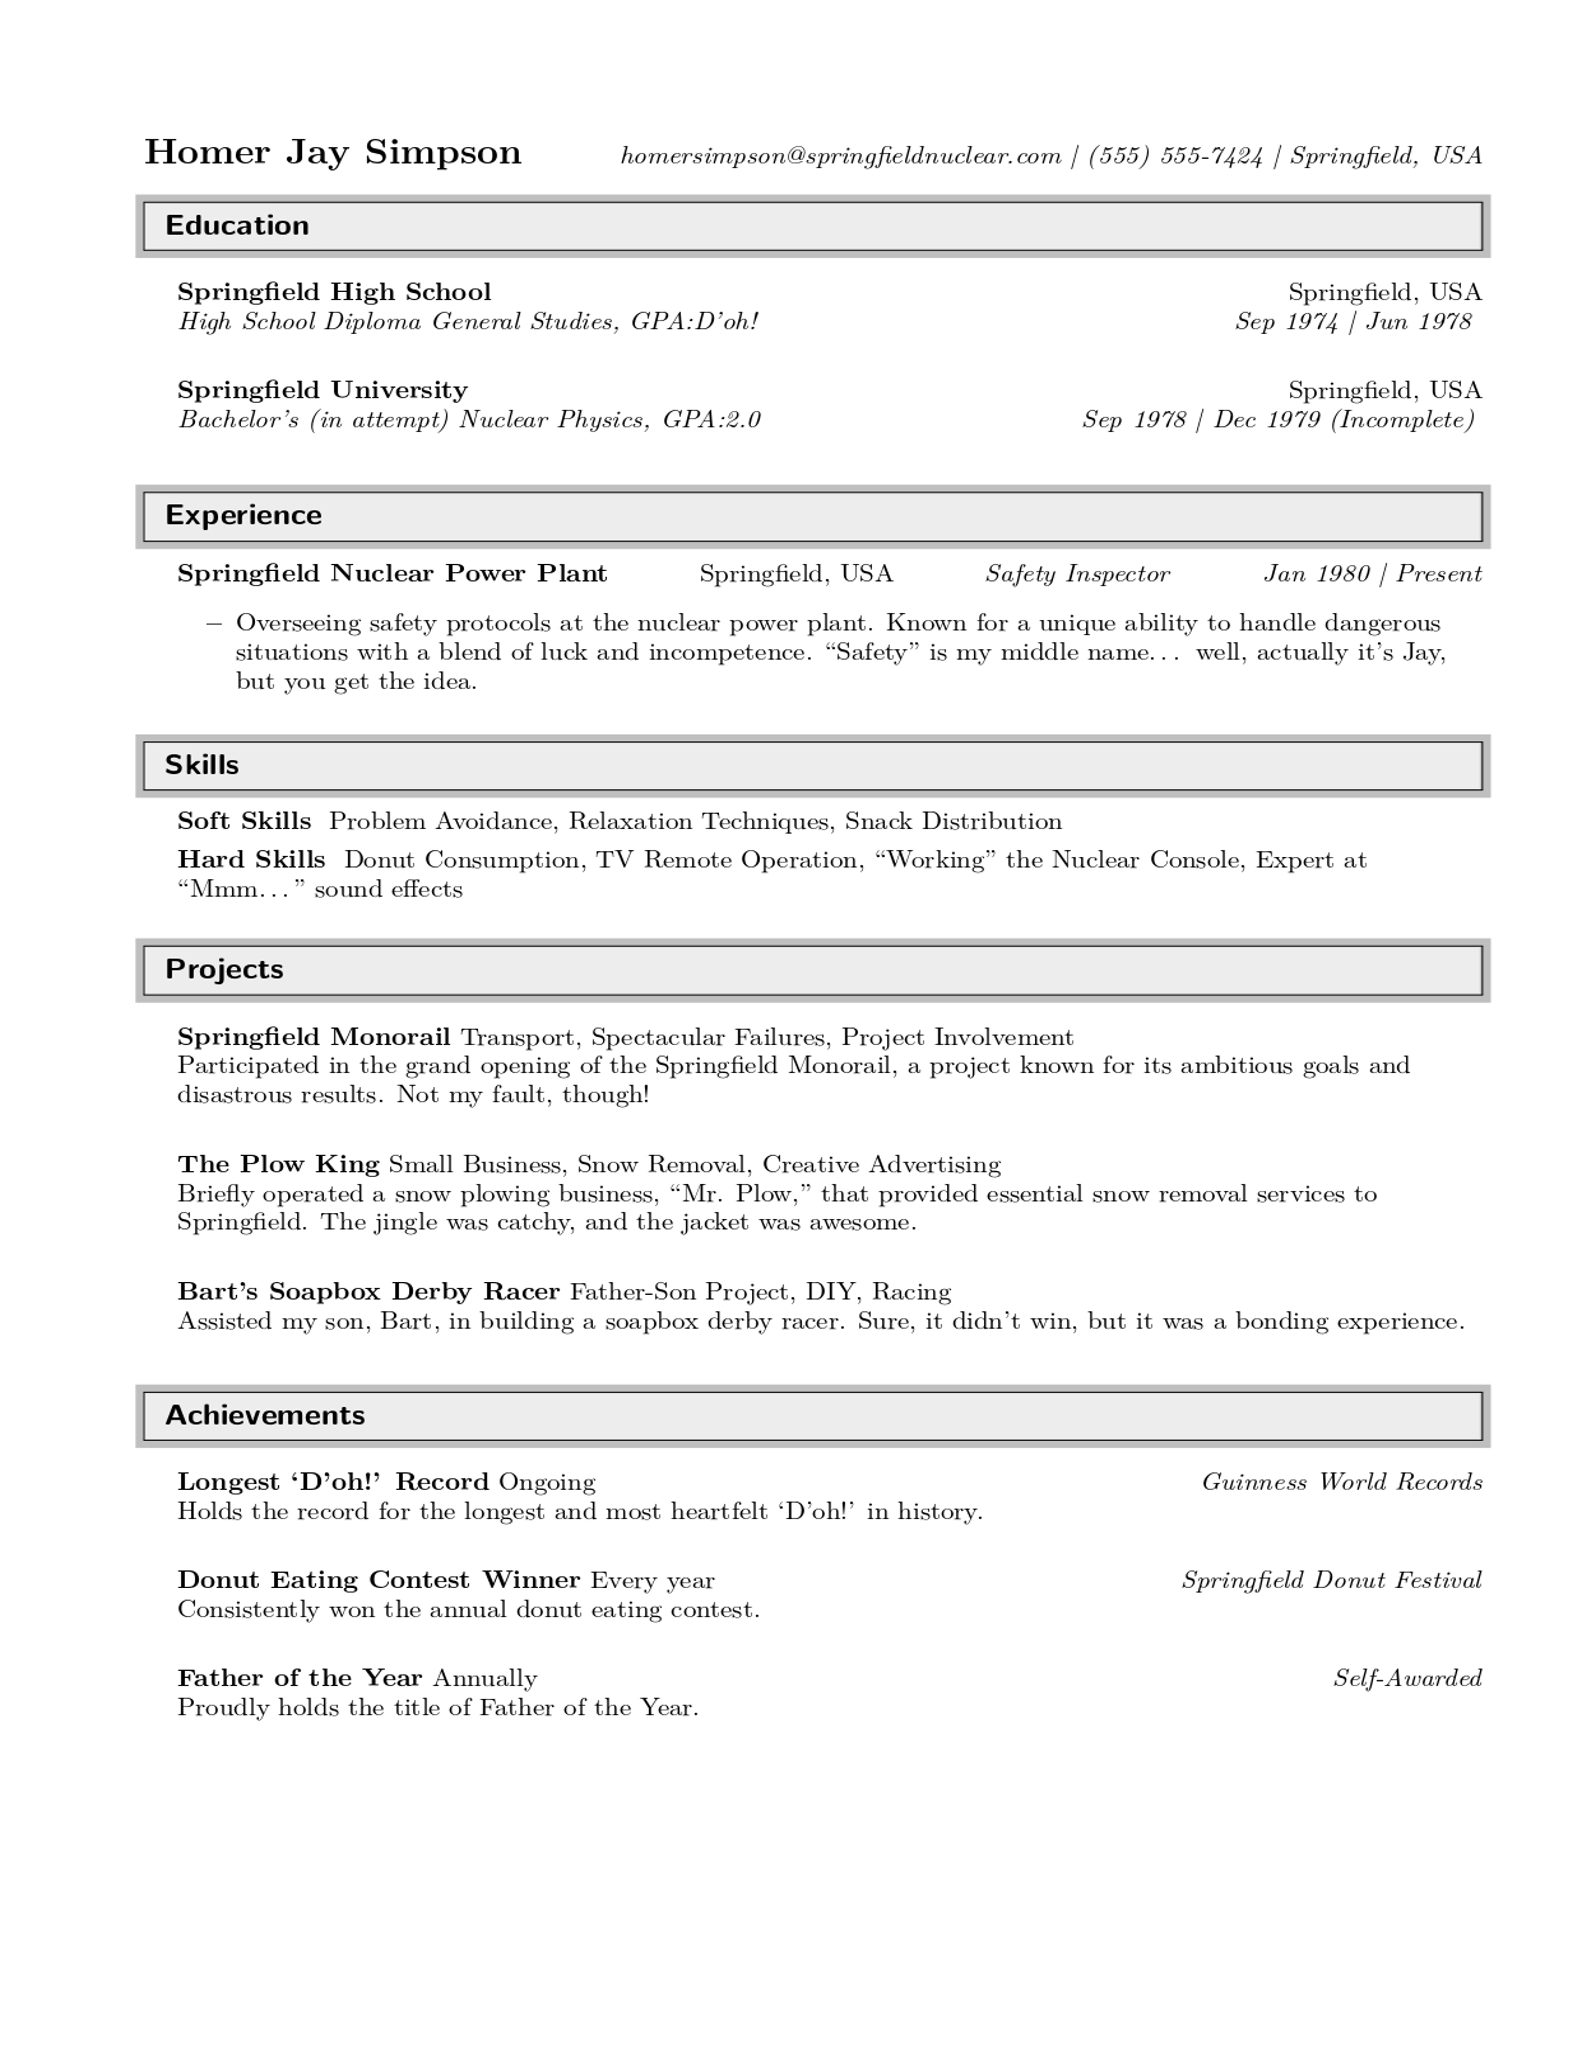 Homer Jay Simpson homersimpson@springfieldnuclear.com | (555) 555-7424 | Springfield, USA
Education
Springfield High School Springfield, USA
High School Diploma General Studies, GPA:D’oh! Sep 1974 | Jun 1978
Springfield University Springfield, USA
Bachelor’s (in attempt) Nuclear Physics, GPA:2.0 Sep 1978 | Dec 1979 (Incomplete)
Experience
Springfield Nuclear Power Plant Springfield, USA Safety Inspector Jan 1980 | Present
– Overseeing safety protocols at the nuclear power plant. Known for a unique ability to handle dangerous
situations with a blend of luck and incompetence. “Safety” is my middle name… well, actually it’s Jay,
but you get the idea.
Skills
Soft Skills Problem Avoidance, Relaxation Techniques, Snack Distribution
Hard Skills Donut Consumption, TV Remote Operation, “Working” the Nuclear Console, Expert at
“Mmm…” sound effects
Projects
Springfield Monorail Transport, Spectacular Failures, Project Involvement
Participated in the grand opening of the Springfield Monorail, a project known for its ambitious goals and
disastrous results. Not my fault, though!
The Plow King Small Business, Snow Removal, Creative Advertising
Briefly operated a snow plowing business, “Mr. Plow,” that provided essential snow removal services to
Springfield. The jingle was catchy, and the jacket was awesome.
Bart’s Soapbox Derby Racer Father-Son Project, DIY, Racing
Assisted my son, Bart, in building a soapbox derby racer. Sure, it didn’t win, but it was a bonding experience.
Achievements
Longest ‘D’oh!’ Record Ongoing Guinness World Records
Holds the record for the longest and most heartfelt ‘D’oh!’ in history.
Donut Eating Contest Winner Every year Springfield Donut Festival
Consistently won the annual donut eating contest.
Father of the Year Annually Self-Awarded
Proudly holds the title of Father of the Year.